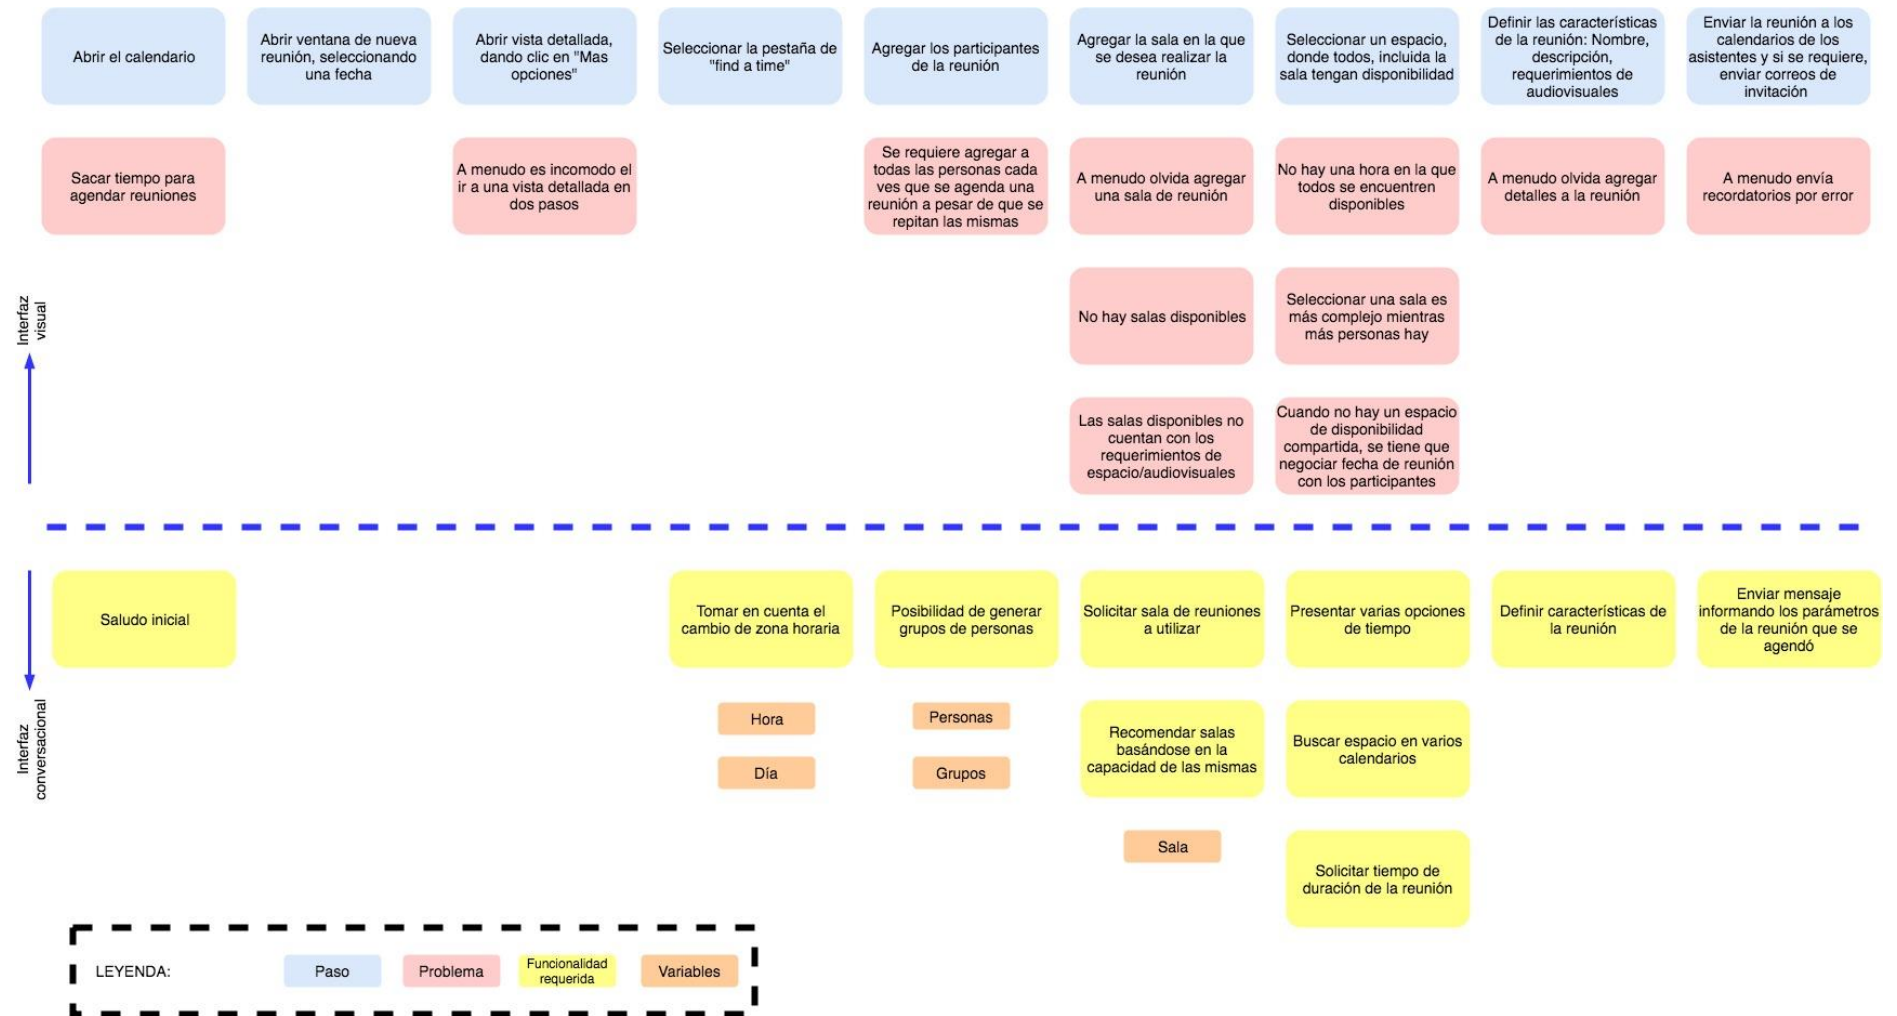 Abrir el calendario
Abrir ventana de nueva
reunión, seleccionando
una fecha
Abrir vista detallada,
dando clic en "Mas
opciones"
Seleccionar la pestaña de
"find a time"
Agregar los participantes
de la reunión
Agregar la sala en la que
se desea realizar la
reunión
Seleccionar un espacio,
donde todos, incluida la
sala tengan disponibilidad
Definir las características
de la reunión: Nombre,
descripción,
requerimientos de
audiovisuales
Enviar la reunión a los
calendarios de los
asistentes y si se requiere,
enviar correos de
invitación
Sacar tiempo para
agendar reuniones
A menudo es incomodo el
ir a una vista detallada en
dos pasos
Se requiere agregar a
todas las personas cada
ves que se agenda una
reunión a pesar de que se
repitan las mismas
A menudo olvida agregar
una sala de reunión
No hay una hora en la que
todos se encuentren
disponibles
A menudo olvida agregar
detalles a la reunión
A menudo envía
recordatorios por error
Interfaz
visual
No hay salas disponibles
Seleccionar una sala es
más complejo mientras
más personas hay
Las salas disponibles no
cuentan con los
requerimientos de
espacio/audiovisuales
Cuando no hay un espacio
de disponibilidad
compartida, se tiene que
negociar fecha de reunión
con los participantes
Saludo inicial
Tomar en cuenta el
cambio de zona horaria
Posibilidad de generar
grupos de personas
Solicitar sala de reuniones
a utilizar
Presentar varias opciones
de tiempo
Definir características de
la reunión
Enviar mensaje
informando los parámetros
de la reunión que se
agendó
Interfaz
conversacional
Hora
Personas
Recomendar salas
basándose en la
capacidad de las mismas
Buscar espacio en varios
calendarios
Día
Grupos
Sala
Solicitar tiempo de
duración de la reunión
LEYENDA:
Paso
Problema
Funcionalidad
requerida
Variables